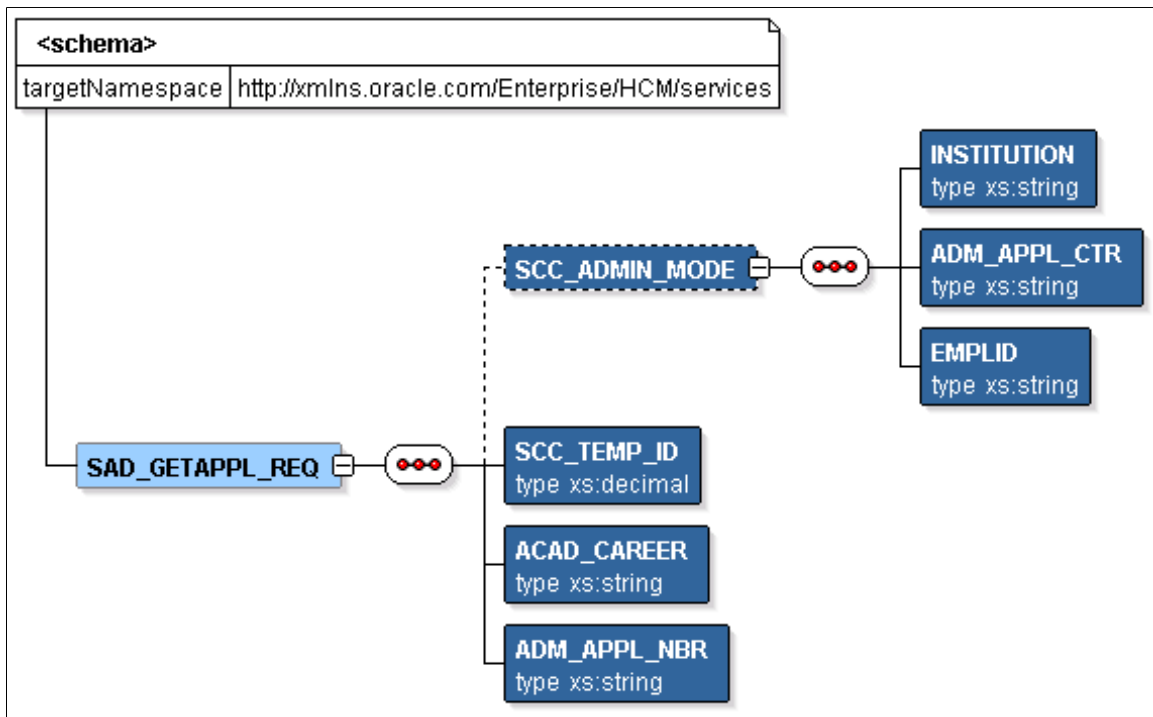 <schema>
targetNamespace http://xmlns.oracle.com/Enterprise/HCM/services
INSTITUTION
type xs:string
SCC_ADMIN_MODE
ADM_APPL_CTR
type xs:string
EMPLID
type xs:string
SAD_GETAPPL_REQ
SCC_TEMP_ID
type xs:decimal
ACAD_CAREER
type xs:string
ADM_APPL_NBR
type xs:string